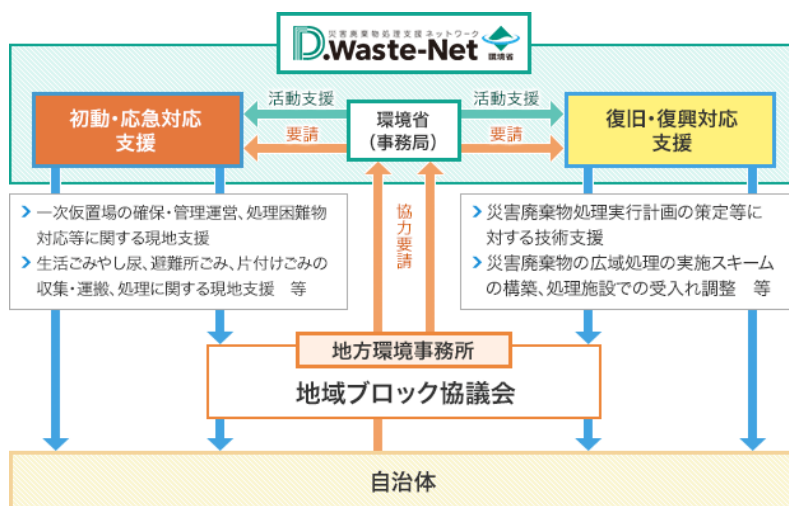 災害廃棄物処理支援ネットワーク
D.Waste-Net
環境省
初動・応急対応
支援
活動支援
要請
環境省
(事務局)
活動支援
要請
復旧・復興対応
支援
一次仮置場の確保・管理運営、処理困難物
対応等に関する現地支援
生活ごみやし尿、避難所ごみ、片付けごみの
収集・運搬、処理に関する現地支援 等
協力要請
災害廃棄物処理実行計画の策定等に
対する技術支援
災害廃棄物の広域処理の実施スキーム
の構築、処理施設での受入れ調整 等
地方環境事務所
地域ブロック協議会
自治体